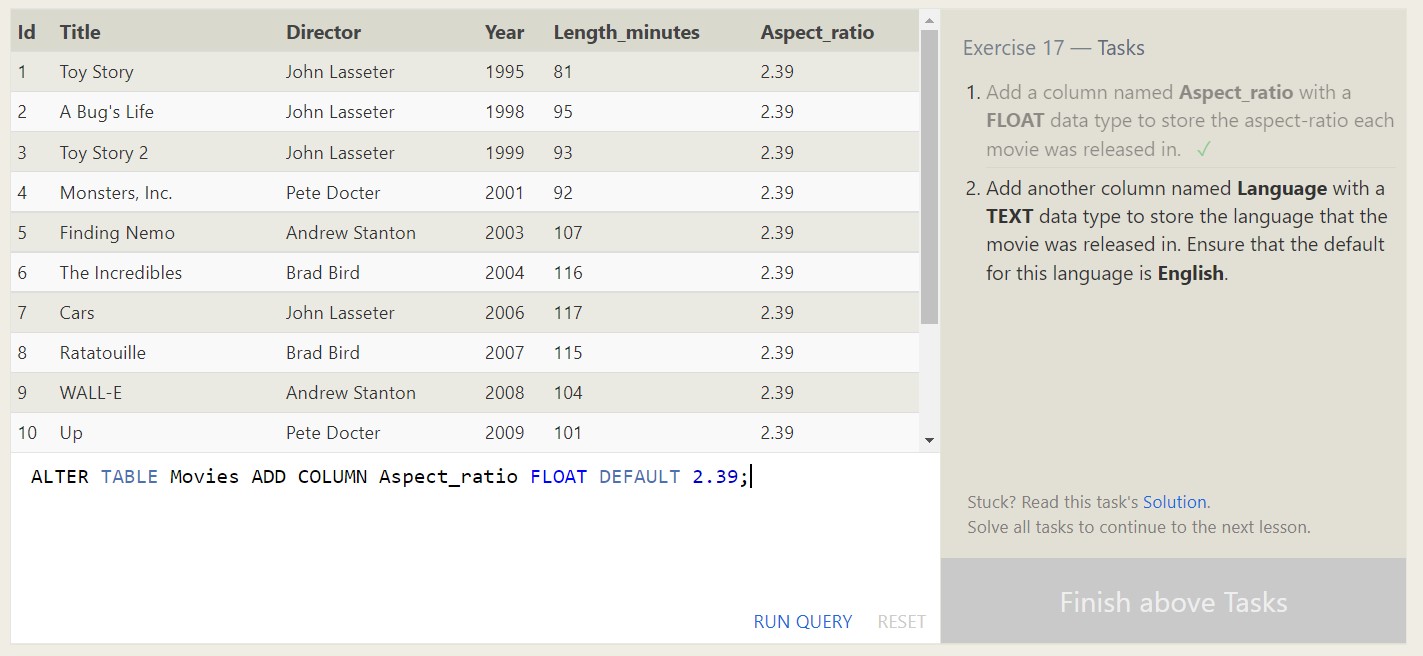 Id Title Director Year Length_minutes Aspect_ratio
1 Toy Story John Lasseter 1995 81 2.39
2 A Bug's Life John Lasseter 1998 95 2.39
3 Toy Story 2 John Lasseter 1999 93 2.39
4 Monsters, Inc. Pete Docter 2001 92 2.39
5 Finding Nemo Andrew Stanton 2003 107 2.39
6 The Incredibles Brad Bird 2004 116 2.39
7 Cars John Lasseter 2006 117 2.39
8 Ratatouille Brad Bird 2007 115 2.39
9 WALL-E Andrew Stanton 2008 104 2.39
10 Up Pete Docter 2009 101 2.39
ALTER TABLE Movies ADD COLUMN Aspect_ratio FLOAT DEFAULT 2.39;
RUN QUERY RESET
Exercise 17 — Tasks
1. Add a column named Aspect_ratio with a
FLOAT data type to store the aspect-ratio each
movie was released in. ✓
2. Add another column named Language with a
TEXT data type to store the language that the
movie was released in. Ensure that the default
for this language is English.
Stuck? Read this task's Solution.
Solve all tasks to continue to the next lesson.
Finish above Tasks